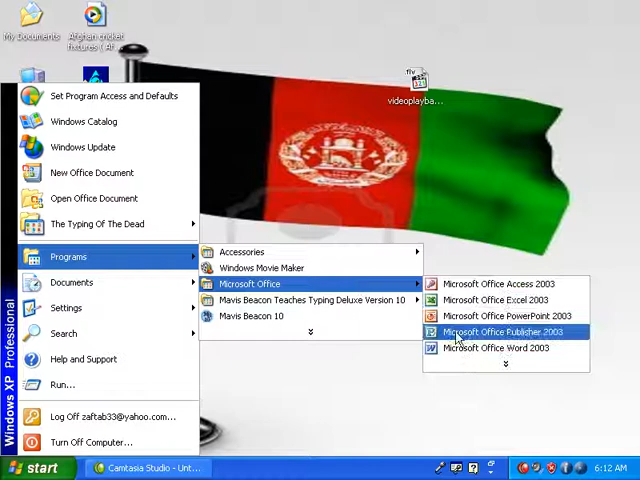 My Documents
Afghan cricket
fixtures ( Af...
flv
321
videoplayba...
Set Program Access and Defaults
Windows Catalog
Windows Update
New Office Document
Open Office Document
The Typing Of The Dead
Programs
Documents
Settings
Search
Help and Support
Run...
Log Off zaftab33@yahoo.com...
Turn Off Computer...
Windows XP Professional
Accessories
Windows Movie Maker
Microsoft Office
Mavis Beacon Teaches Typing Deluxe Version 10
Mavis Beacon 10
Microsoft Office Access 2003
Microsoft Office Excel 2003
Microsoft Office PowerPoint 2003
Microsoft Office Publisher 2003
Microsoft Office Word 2003
start
Camtasia Studio - Unt...
6:12 AM